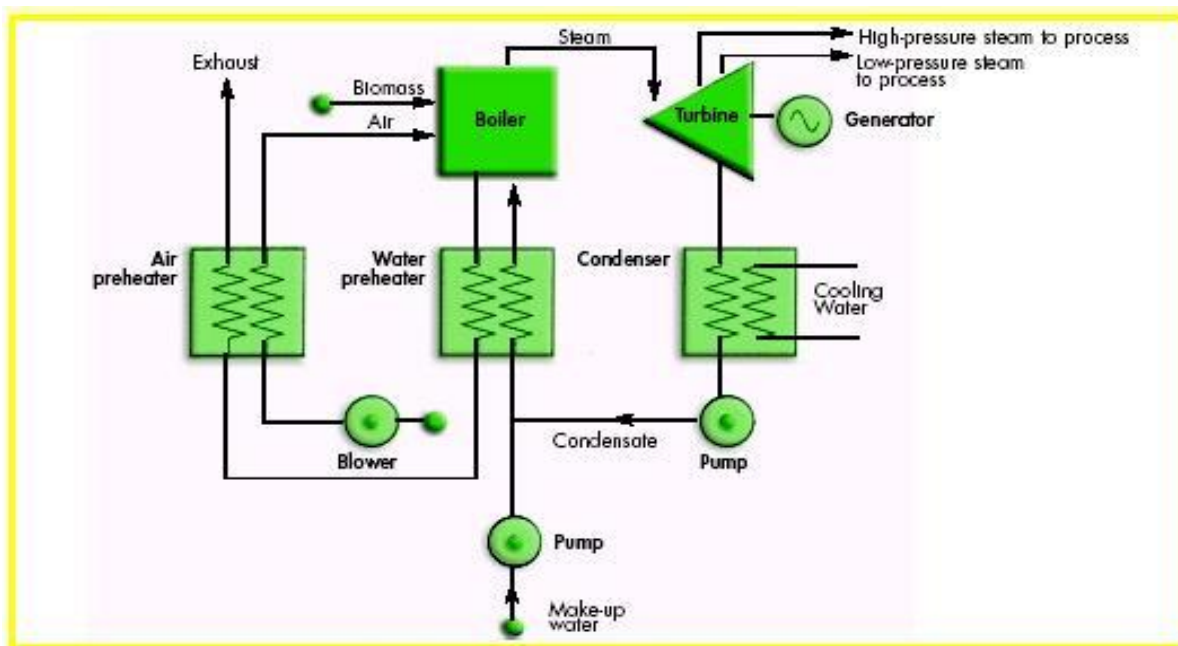 Steam
High-pressure steam to process
Low-pressure steam
to process
Exhaust
Biomass
Air
Boiler
Turbine
Generator
Air
preheater
Water
preheater
Condenser
Cooling
Water
Blower
Condensate
Pump
Pump
Make-up
water